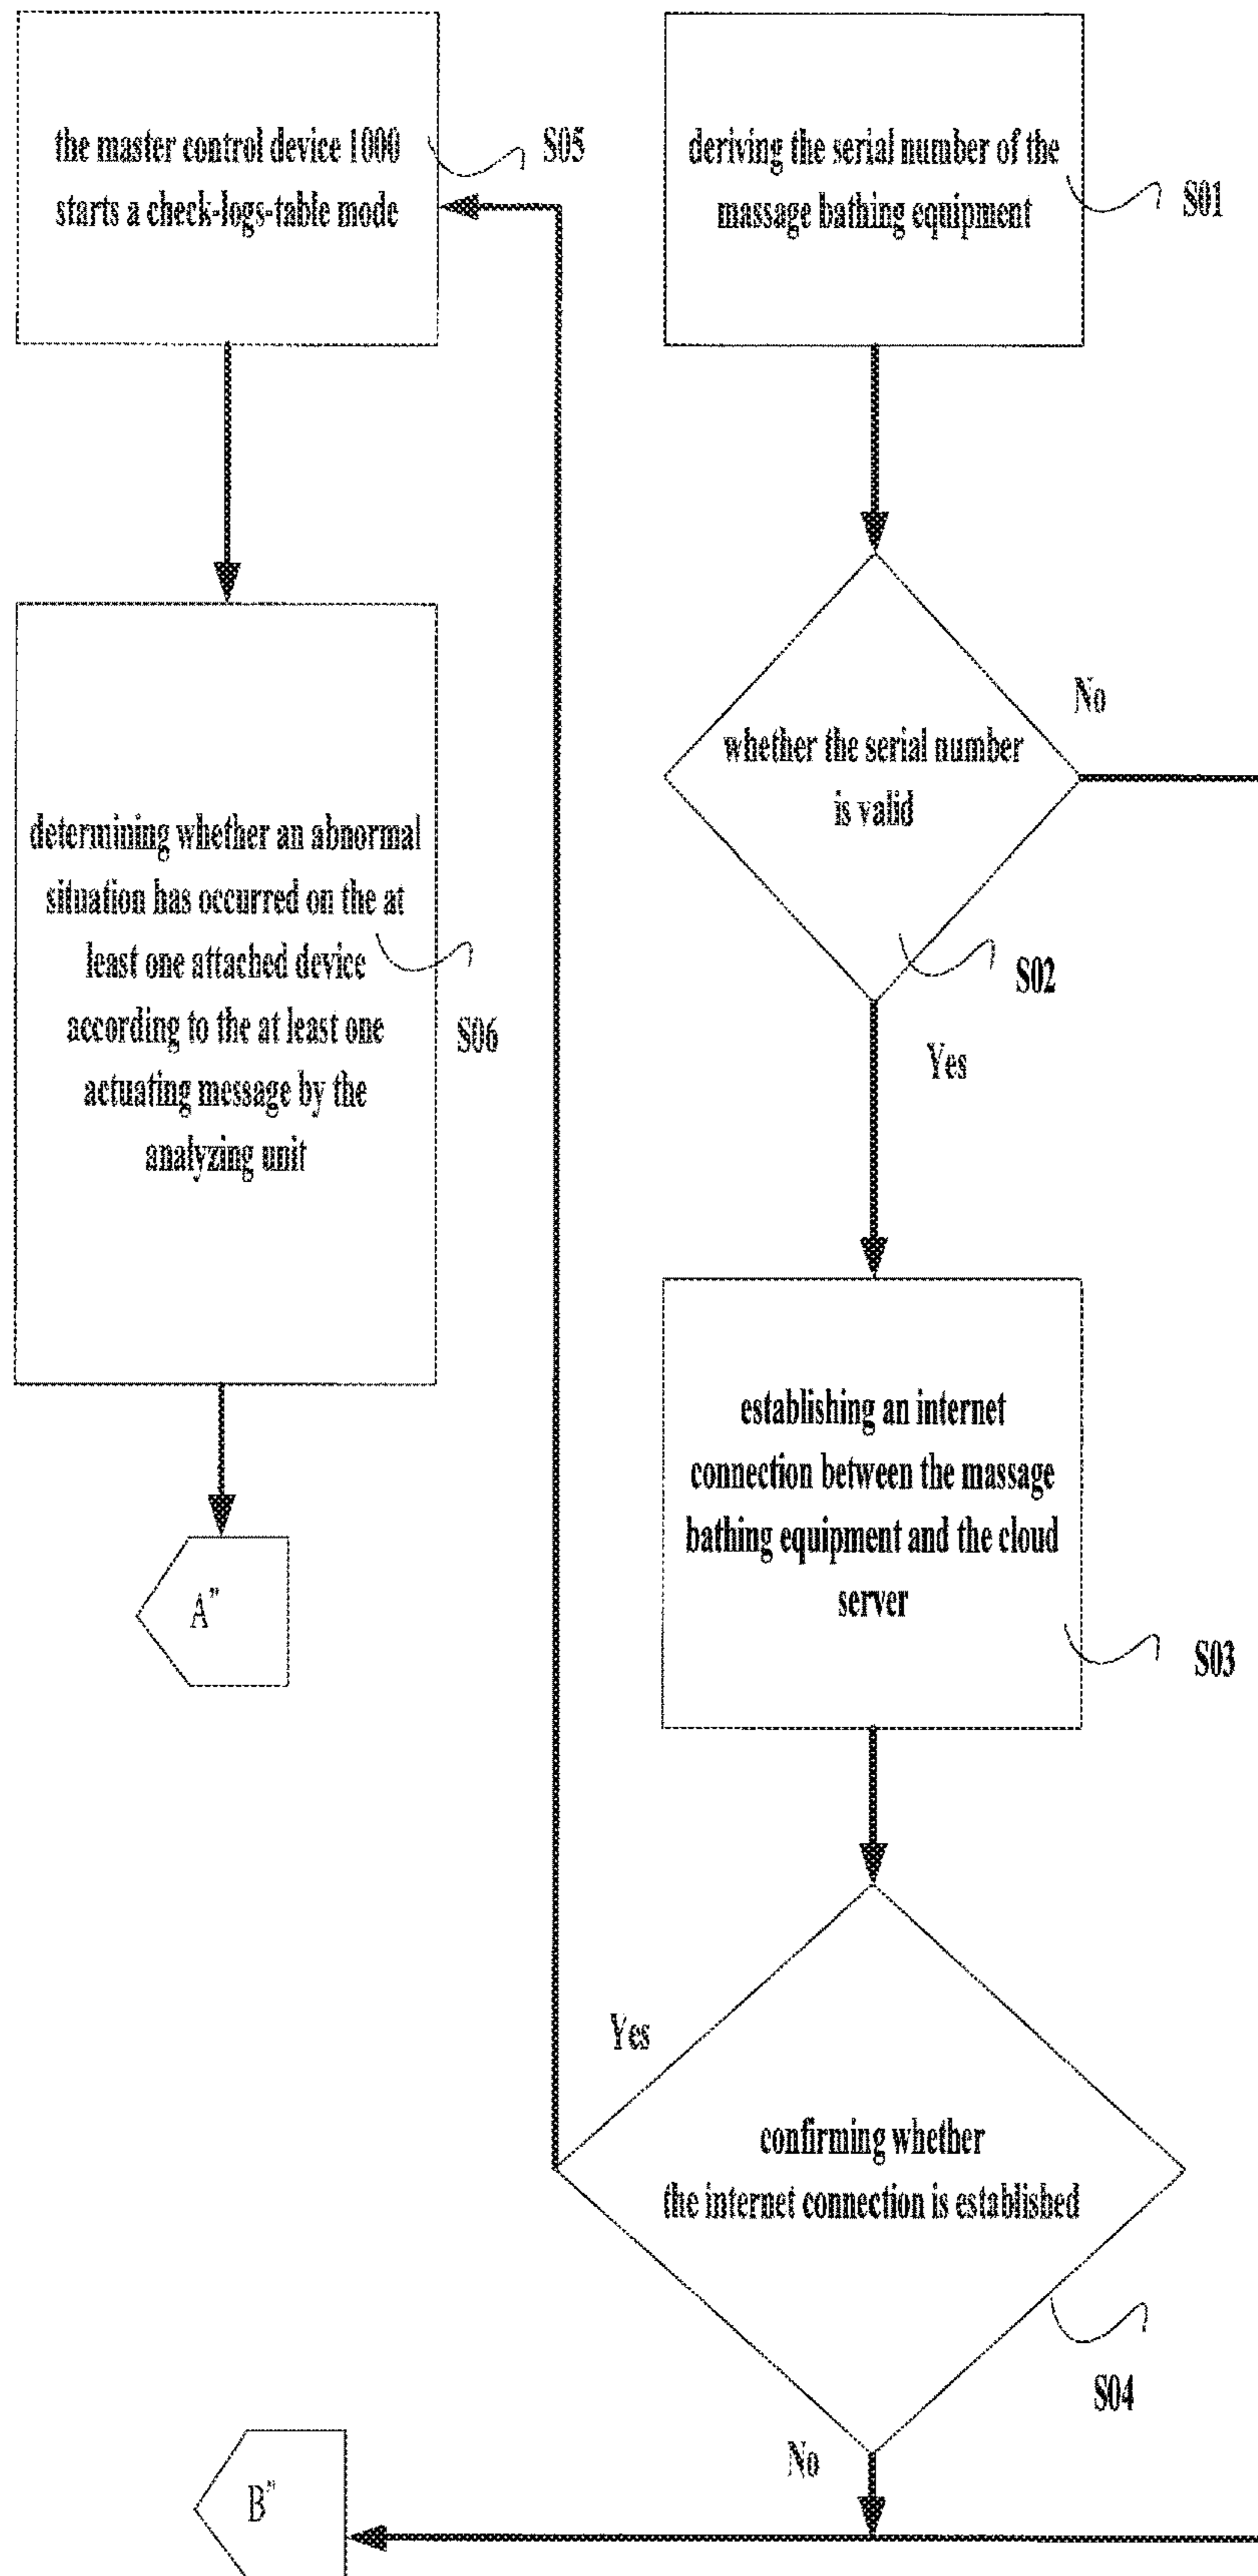 the master control device 1000
starts a check-logs-table mode
S05
deriving the serial number of the
massage bathing equipment
S01
whether the serial number
is valid
No
S02
Yes
determining whether an abnormal
situation has occurred on the at
least one attached device
according to the at least one
actuating message by the
analyzing unit
S06
establishing an internet
connection between the massage
bathing equipment and the cloud
server
S03
A”
Yes
confirming whether
the internet connection is established
S04
No
B”